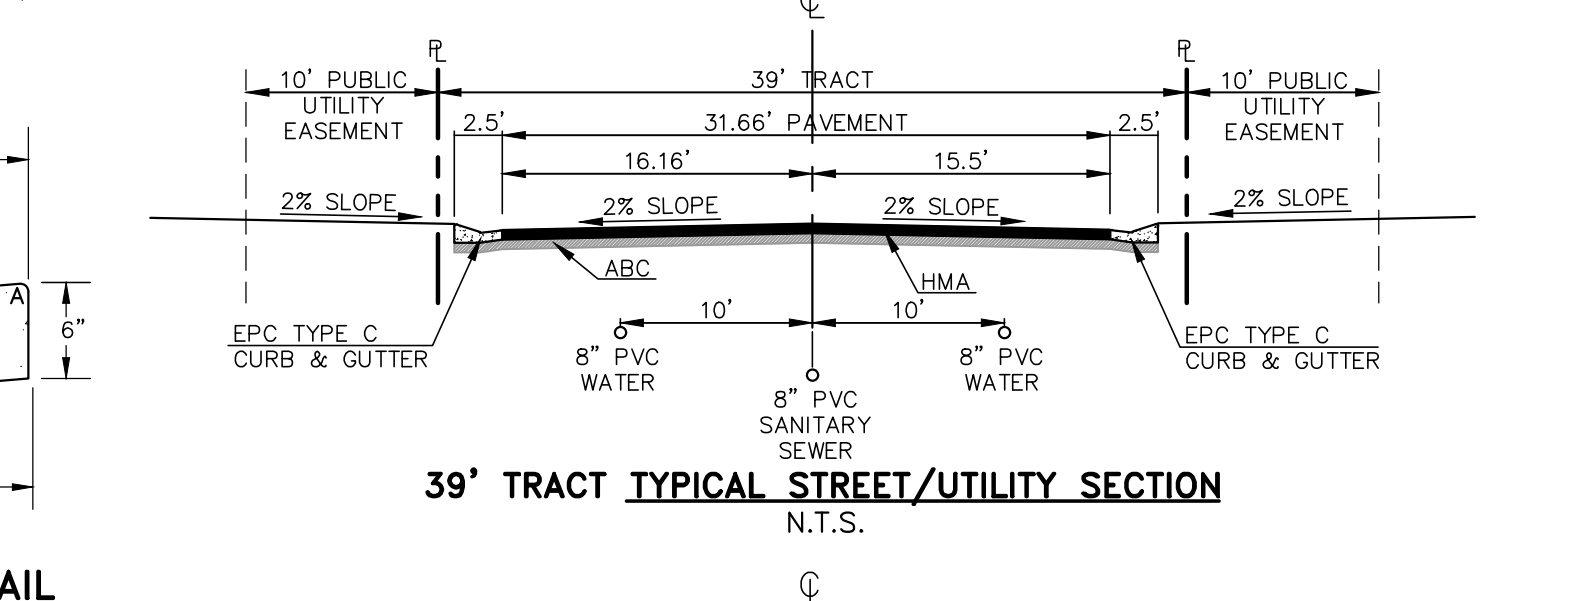 ℄
P̲L̲
P̲L̲
10' PUBLIC
UTILITY
EASEMENT
39' TRACT
10' PUBLIC
UTILITY
EASEMENT
2.5'
31.66' PAVEMENT
2.5'
16.16'
15.5'
2% SLOPE
2% SLOPE
2% SLOPE
2% SLOPE
ABC
HMA
A
6"
10'
10'
EPC TYPE C
CURB & GUTTER
8" PVC
WATER
8" PVC
WATER
EPC TYPE C
CURB & GUTTER
8" PVC
SANITARY
SEWER
39' TRACT TYPICAL STREET/UTILITY SECTION
N.T.S.
AIL
℄